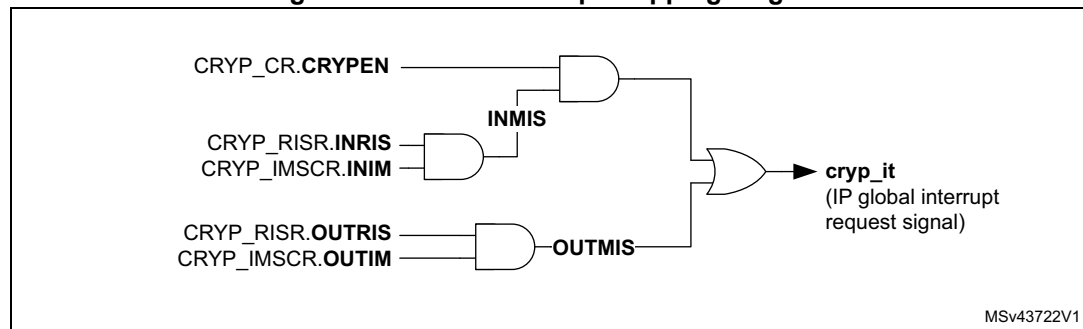 CRYP_CR.CRYPEN
INMIS
CRYP_RISR.INRIS
CRYP_IMSCR.INIM
cryp_it
(IP global interrupt
request signal)
CRYP_RISR.OUTRIS
CRYP_IMSCR.OUTIM
OUTMIS
MSv43722V1